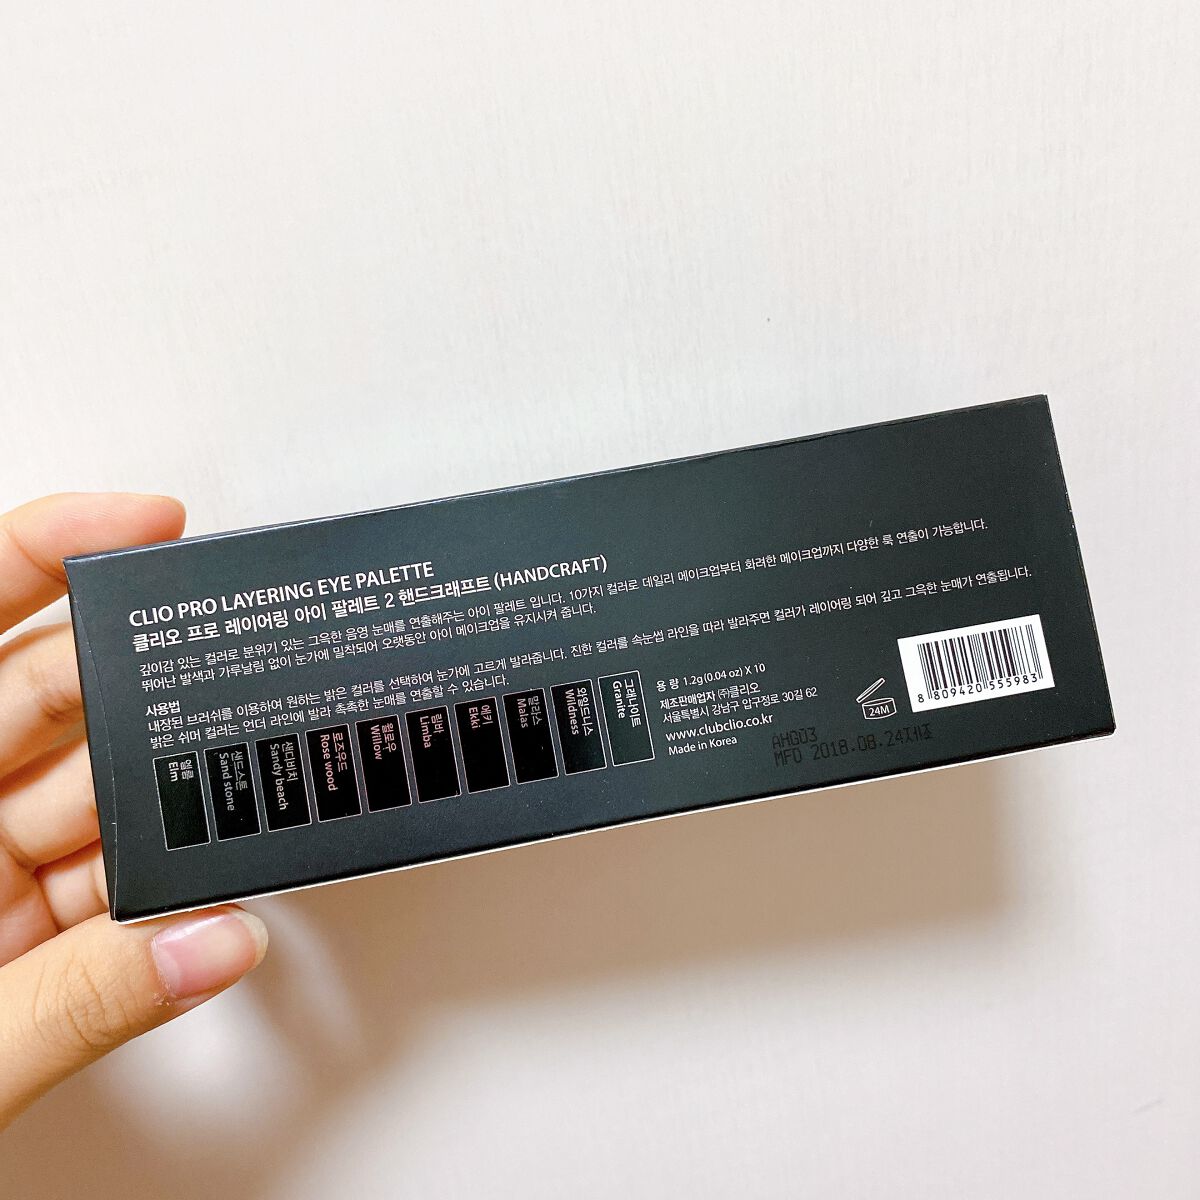 CLIO PRO LAYERING EYE PALETTE
클리오 프로 레이어링 아이 팔레트 2 핸드크래프트 (HANDCRAFT)
깊이감 있는 컬러로 분위기 있는 그윽한 음영 눈매를 연출해주는 아이 팔레트 입니다. 10가지 컬러로 데일리 메이크업부터 화려한 메이크업까지 다양한 룩 연출이 가능합니다.
뛰어난 발색과 가루날림 없이 눈가에 밀착되어 오랫동안 아이 메이크업을 유지시켜 줍니다.
사용법
내장된 브러쉬를 이용하여 원하는 밝은 컬러를 선택하여 눈가에 고르게 발라줍니다. 진한 컬러를 속눈썹 라인을 따라 발라주면 컬러가 레이어링 되어 깊고 그윽한 눈매가 연출됩니다.
밝은 쉬머 컬러는 언더 라인에 발라 촉촉한 눈매를 연출할 수 있습니다.
엘름
Elm
샌드스톤
Sand stone
샌디비치
Sandy beach
로즈우드
Rose wood
윌로우
Willow
림바
Limba
에키
Ekki
말라스
Malas
와일드니스
Wildness
그래나이트
Granite
용 량 1.2g(0.04 oz) X 10
제조판매업자 ㈜클리오
서울특별시 강남구 압구정로 30길 62
www.clubclio.co.kr
Made in Korea
24M
8 809420 555983
AHG03
MFD 2018.08.24제조